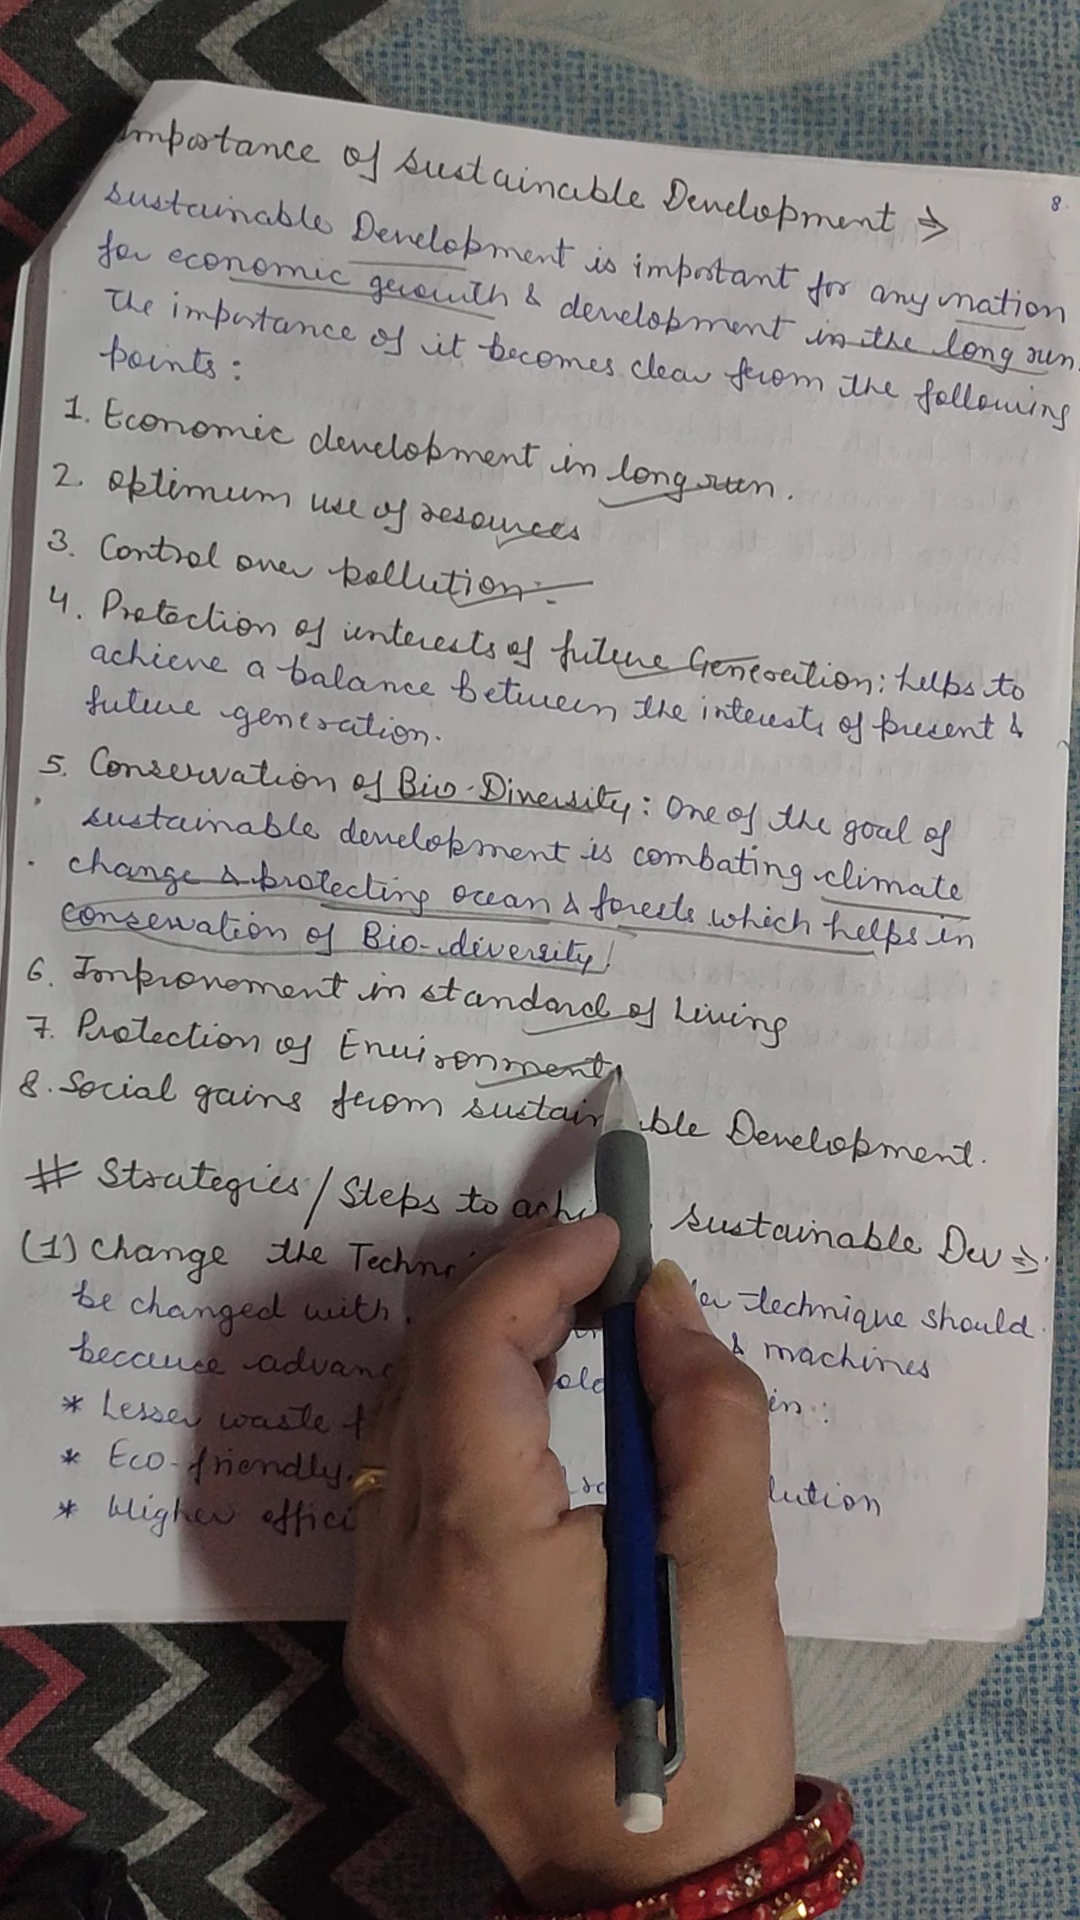 Importance of Sustainable Development ⇒
8.
sustainable Development is important for any nation
for economic growth & development in the long run.
The importance of it becomes clear from the following
points :
1. Economic development in long run.
2. optimum use of resources
3. Control over pollution :-
4. Protection of interests of future Generation : helps to
achieve a balance between the interests of present &
future generation.
5. Conservation of Bio-Diversity : One of the goal of
sustainable development is combating climate
change & protecting ocean & forests which helps in
conservation of Bio-diversity!
6. Improvement in standard of Living
7. Protection of Environment
8. Social gains from sustainable Development.
# Strategies / Steps to sustainable Dev ⇒
(1) Change the technique should
be changed with & machines
because
* Lesser waste in :
* Eco-friendly.
* Higher